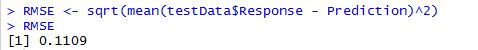 > RMSE <- sqrt(mean(testData$Response - Prediction)^2)
> RMSE
[1] 0.1109